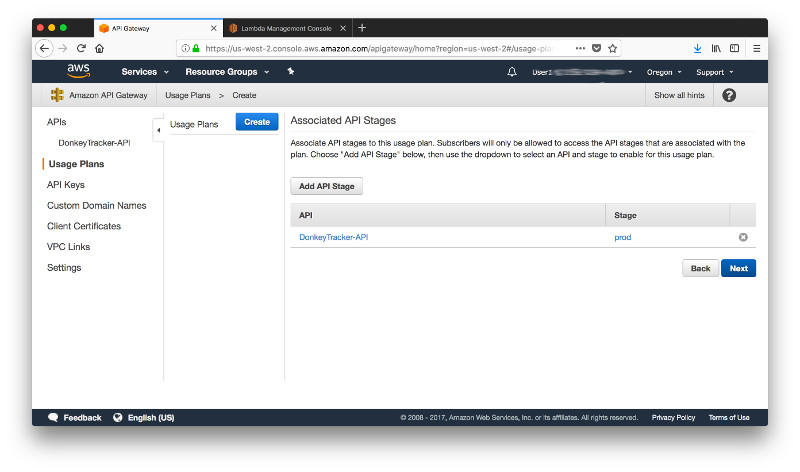 API Gateway
Lambda Management Console
https://us-west-2.console.aws.amazon.com/apigateway/home?region=us-west-2#/usage-plan
aws Services Resource Groups User1 Oregon Support
Amazon API Gateway Usage Plans > Create Show all hints ?
APIs
DonkeyTracker-API
Usage Plans
API Keys
Custom Domain Names
Client Certificates
VPC Links
Settings
Usage Plans Create
Associated API Stages
Associate API stages to this usage plan. Subscribers will only be allowed to access the API stages that are associated with the
plan. Choose "Add API Stage" below, then use the dropdown to select an API and stage to enable for this usage plan.
Add API Stage
API Stage
DonkeyTracker-API prod
Back Next
Feedback English (US) © 2008 - 2017, Amazon Web Services, Inc. or its affiliates. All rights reserved. Privacy Policy Terms of Use